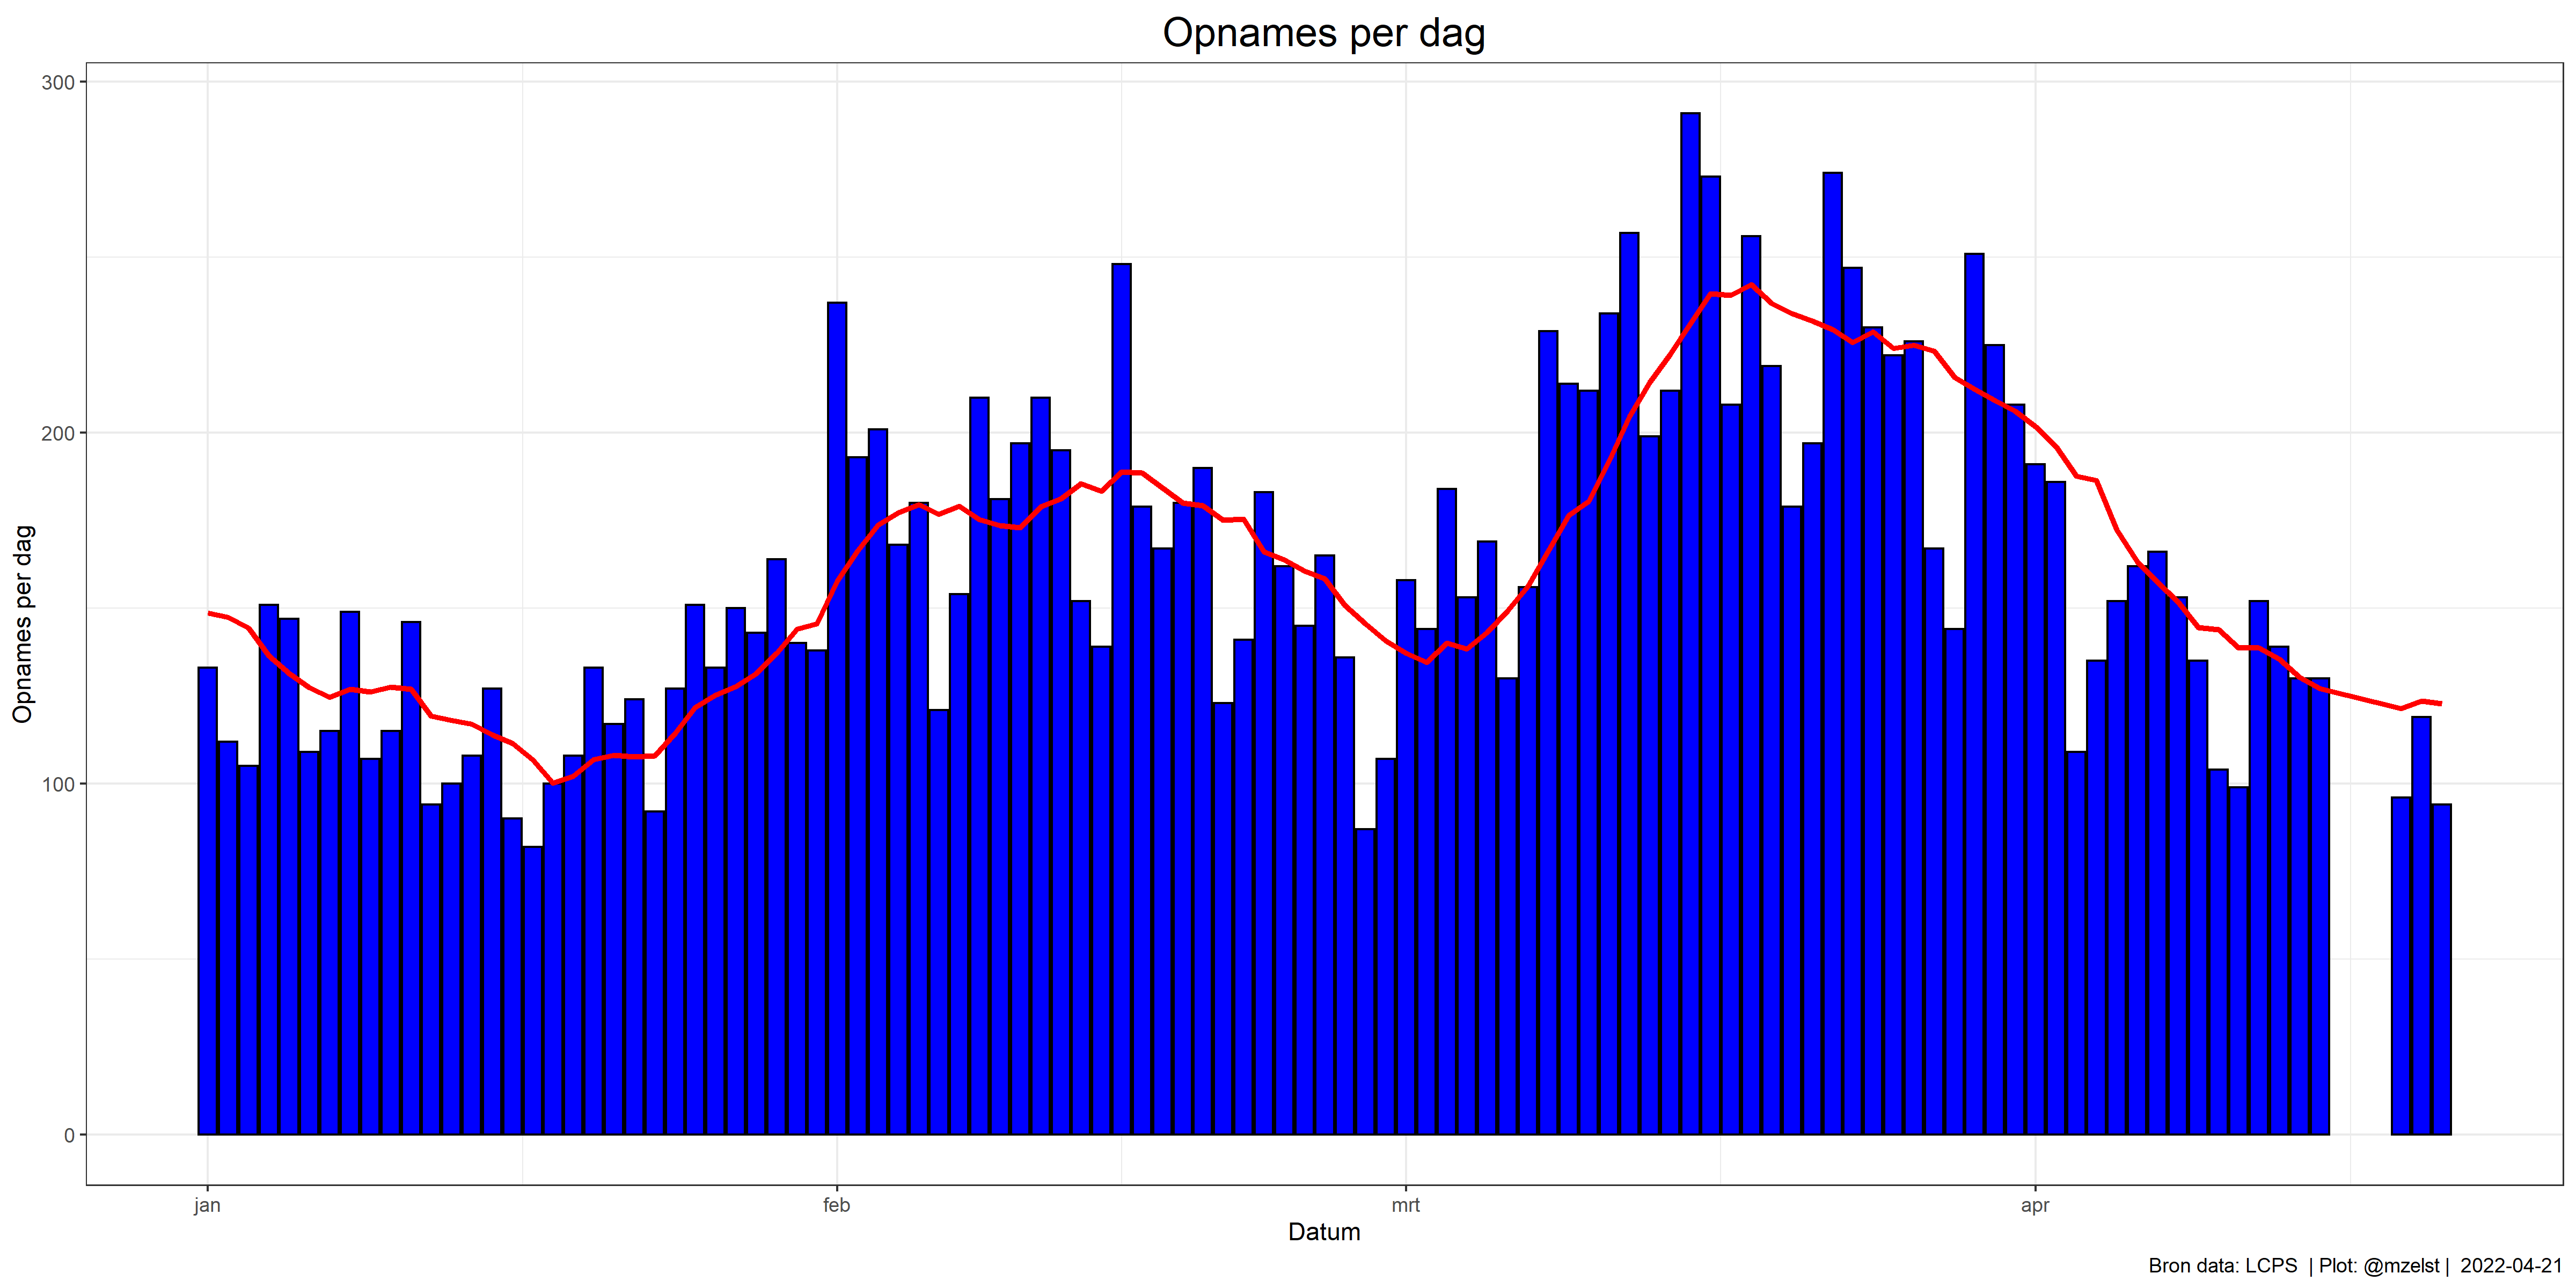 Opnames per dag
300
200
100
0
Opnames per dag
jan
feb
mrt
apr
Datum
Bron data: LCPS | Plot: @mzelst | 2022-04-21